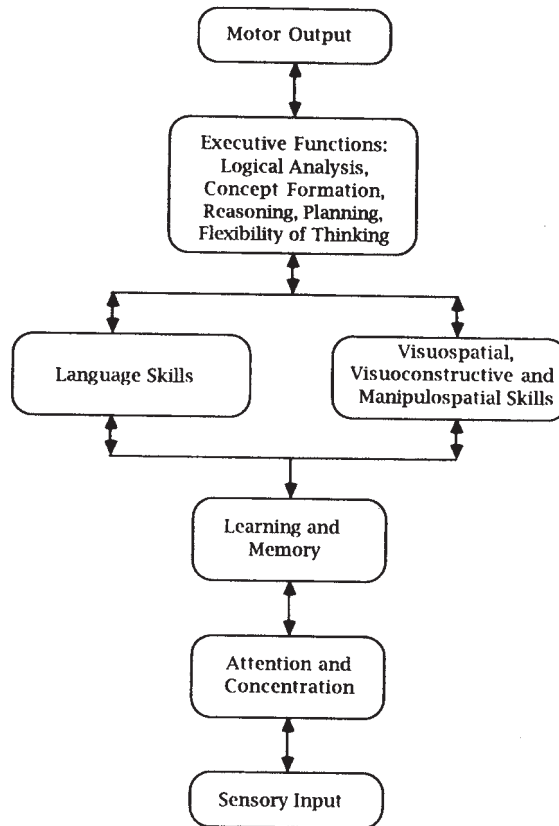 Motor Output
Executive Functions:
Logical Analysis,
Concept Formation,
Reasoning, Planning,
Flexibility of Thinking
Language Skills
Visuospatial,
Visuoconstructive and
Manipulospatial Skills
Learning and
Memory
Attention and
Concentration
Sensory Input